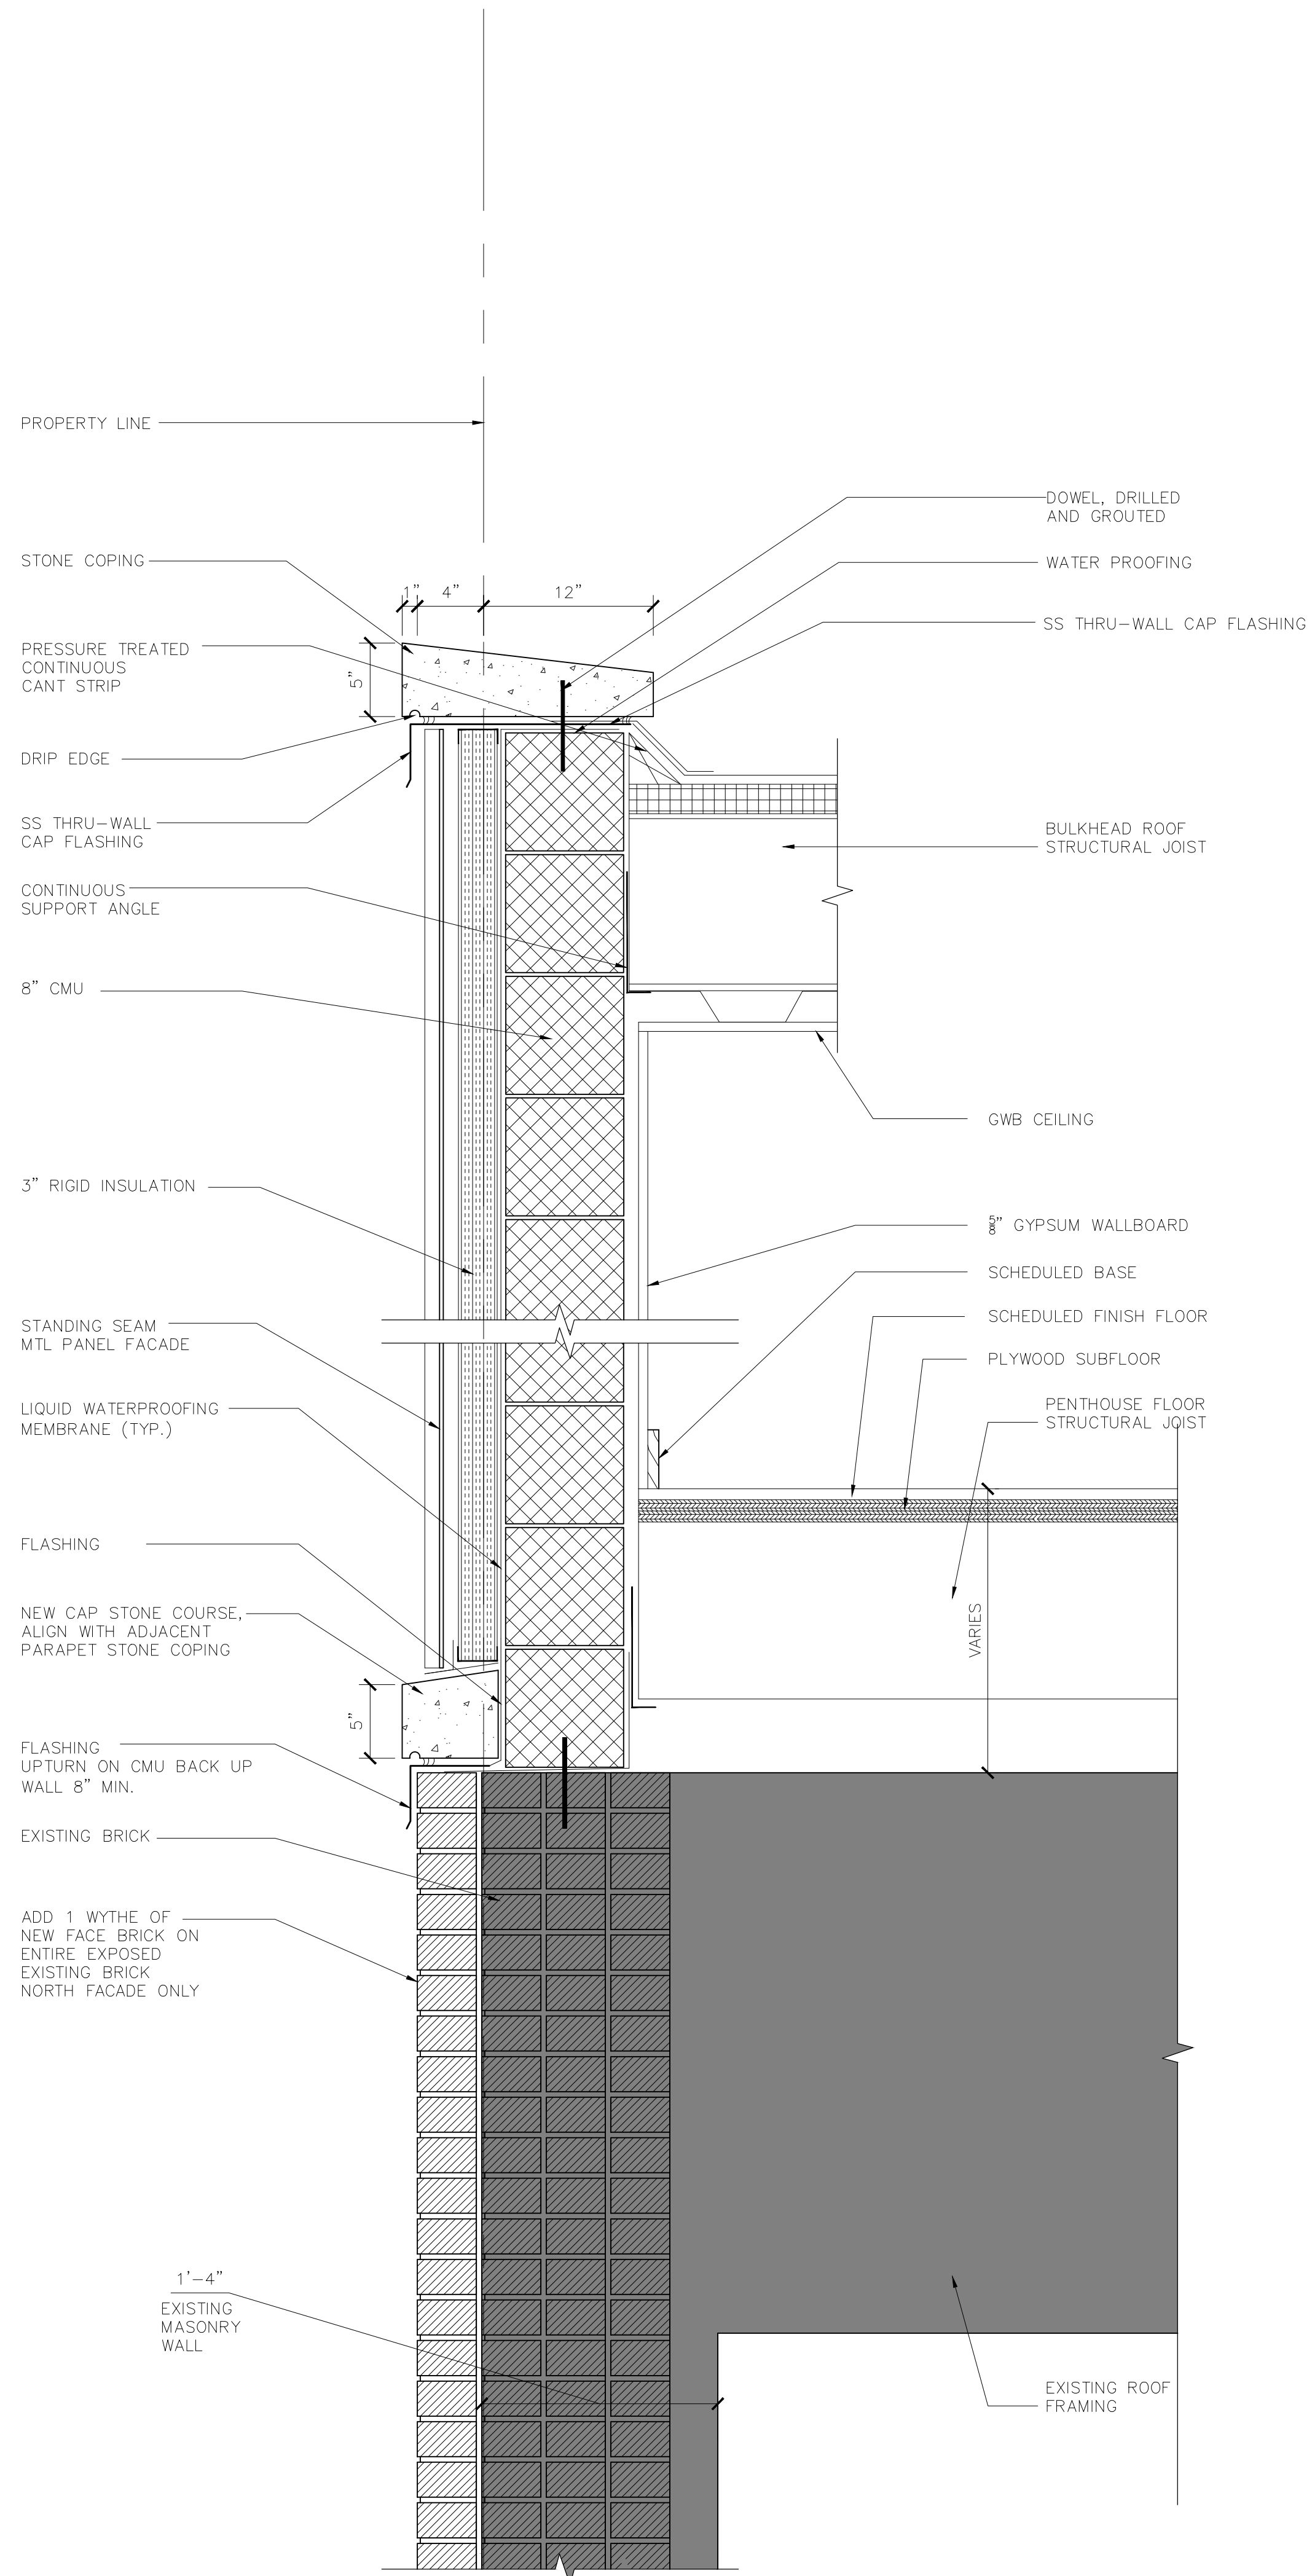 PROPERTY LINE
DOWEL, DRILLED
AND GROUTED
STONE COPING
WATER PROOFING
1"
4"
12"
SS THRU-WALL CAP FLASHING
PRESSURE TREATED
CONTINUOUS
CANT STRIP
5"
DRIP EDGE
SS THRU-WALL
CAP FLASHING
BULKHEAD ROOF
STRUCTURAL JOIST
CONTINUOUS
SUPPORT ANGLE
8" CMU
GWB CEILING
3" RIGID INSULATION
5/8" GYPSUM WALLBOARD
SCHEDULED BASE
SCHEDULED FINISH FLOOR
STANDING SEAM
MTL PANEL FACADE
PLYWOOD SUBFLOOR
LIQUID WATERPROOFING
MEMBRANE (TYP.)
PENTHOUSE FLOOR
STRUCTURAL JOIST
FLASHING
NEW CAP STONE COURSE,
ALIGN WITH ADJACENT
PARAPET STONE COPING
VARIES
5"
FLASHING
UPTURN ON CMU BACK UP
WALL 8" MIN.
EXISTING BRICK
ADD 1 WYTHE OF
NEW FACE BRICK ON
ENTIRE EXPOSED
EXISTING BRICK
NORTH FACADE ONLY
1'-4"
EXISTING
MASONRY
WALL
EXISTING ROOF
FRAMING